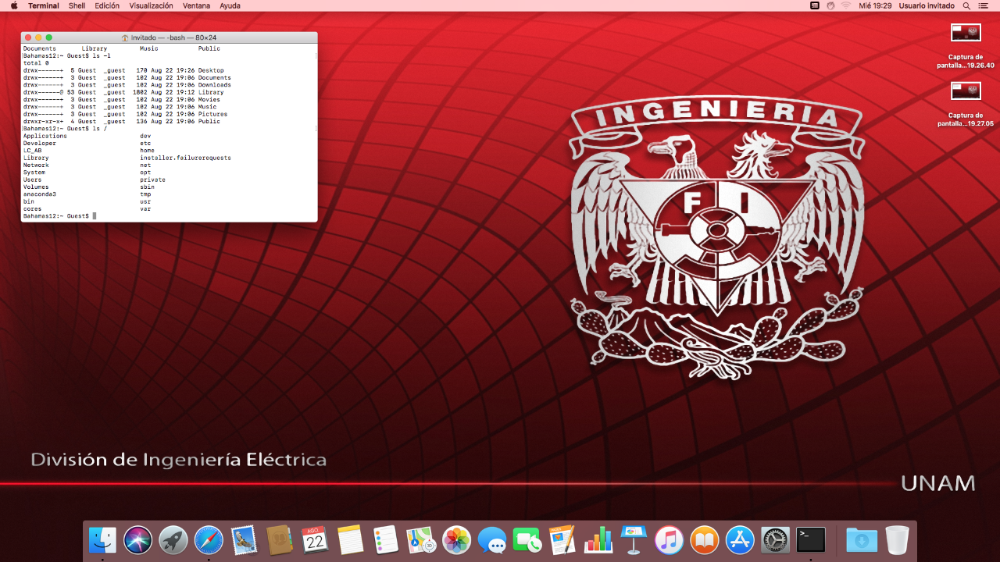 Terminal Shell Edición Visualización Ventana Ayuda Mié 19:29 Usuario invitado
Invitado — -bash — 80×24
Documents Library Music Public
[Bahamas12:~ Guest$ ls -l ]
total 0
drwx------+ 5 Guest _guest 170 Aug 22 19:26 Desktop
drwx------+ 3 Guest _guest 102 Aug 22 19:06 Documents
drwx------+ 3 Guest _guest 102 Aug 22 19:06 Downloads
drwx------@ 53 Guest _guest 1802 Aug 22 19:12 Library
drwx------+ 3 Guest _guest 102 Aug 22 19:06 Movies
drwx------+ 3 Guest _guest 102 Aug 22 19:06 Music
drwx------+ 3 Guest _guest 102 Aug 22 19:06 Pictures
drwxr-xr-x+ 4 Guest _guest 136 Aug 22 19:06 Public
[Bahamas12:~ Guest$ ls / ]
Applications dev
Developer etc
LC_AB home
Library installer.failurerequests
Network net
System opt
Users private
Volumes sbin
anaconda3 tmp
bin usr
cores var
Bahamas12:~ Guest$
Captura de
pantalla...19.26.40
Captura de
pantalla...19.27.05
INGENIERIA
F I
División de Ingeniería Eléctrica
UNAM
AGO
22
3D
>_